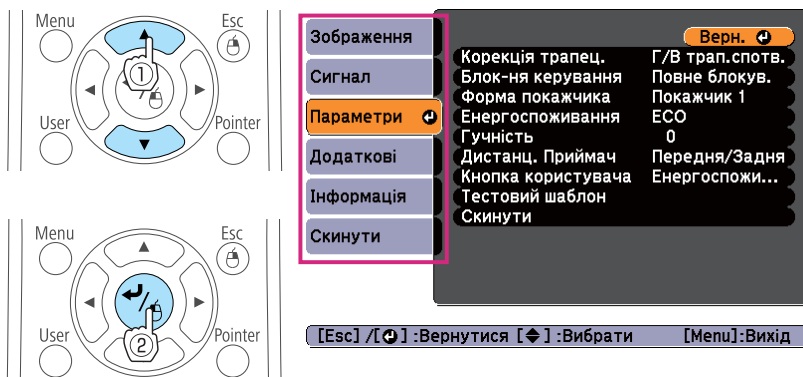 Menu
Esc
1
User
Pointer
Menu
Esc
User
Pointer
2
Зображення
Сигнал
Параметри
Додаткові
Інформація
Скинути
Верн.
Корекція трапец. Г/В трап.спотв.
Блок-ня керування Повне блокув.
Форма покажчика Покажчик 1
Енергоспоживання ECO
Гучність 0
Дистанц. Приймач Передня/Задня
Кнопка користувача Енергоспожи...
Тестовий шаблон
Скинути
[Esc] /[ ] :Вернутися [ ] :Вибрати [Menu]:Вихід